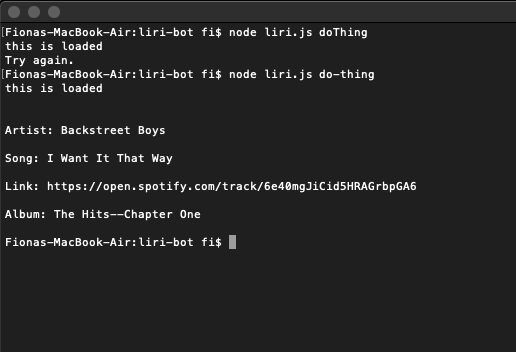 [Fionas-MacBook-Air:liri-bot fi$ node liri.js doThing
this is loaded
Try again.
[Fionas-MacBook-Air:liri-bot fi$ node liri.js do-thing
this is loaded
Artist: Backstreet Boys
Song: I Want It That Way
Link: https://open.spotify.com/track/6e40mgJiCid5HRAGrbpGA6
Album: The Hits--Chapter One
Fionas-MacBook-Air:liri-bot fi$